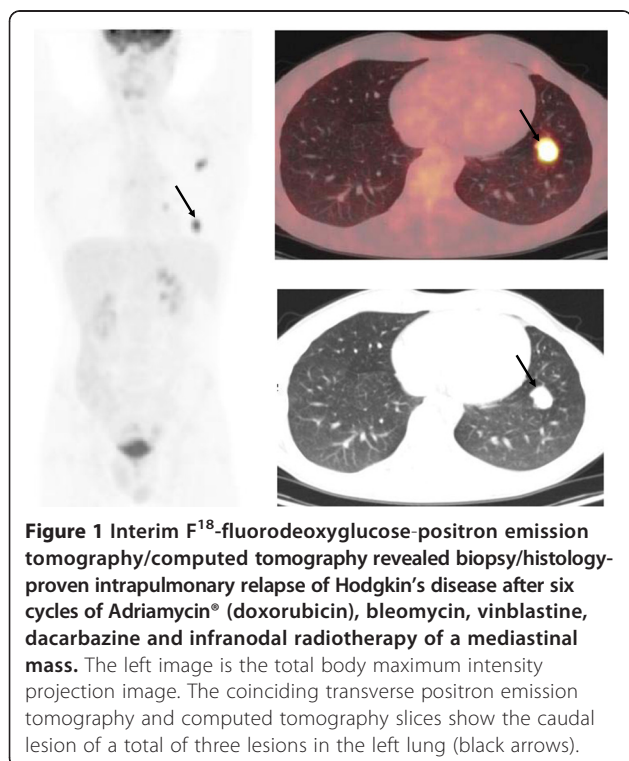 Figure 1 Interim F18-fluorodeoxyglucose-positron emission
tomography/computed tomography revealed biopsy/histology-
proven intrapulmonary relapse of Hodgkin's disease after six
cycles of Adriamycin® (doxorubicin), bleomycin, vinblastine,
dacarbazine and infranodal radiotherapy of a mediastinal
mass. The left image is the total body maximum intensity
projection image. The coinciding transverse positron emission
tomography and computed tomography slices show the caudal
lesion of a total of three lesions in the left lung (black arrows).